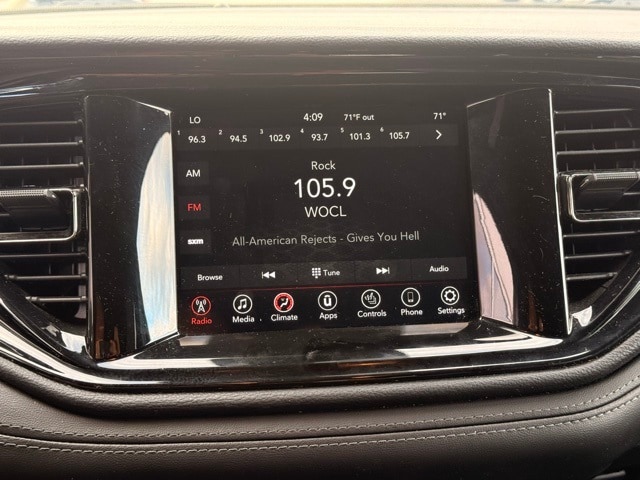 LO 4:09 71°F out 71°
1 96.3 2 94.5 3 102.9 4 93.7 5 101.3 6 105.7
Rock
AM
105.9
FM
WOCL
sxm
All-American Rejects - Gives You Hell
Browse Tune Audio
Radio Media Climate Apps Controls Phone Settings